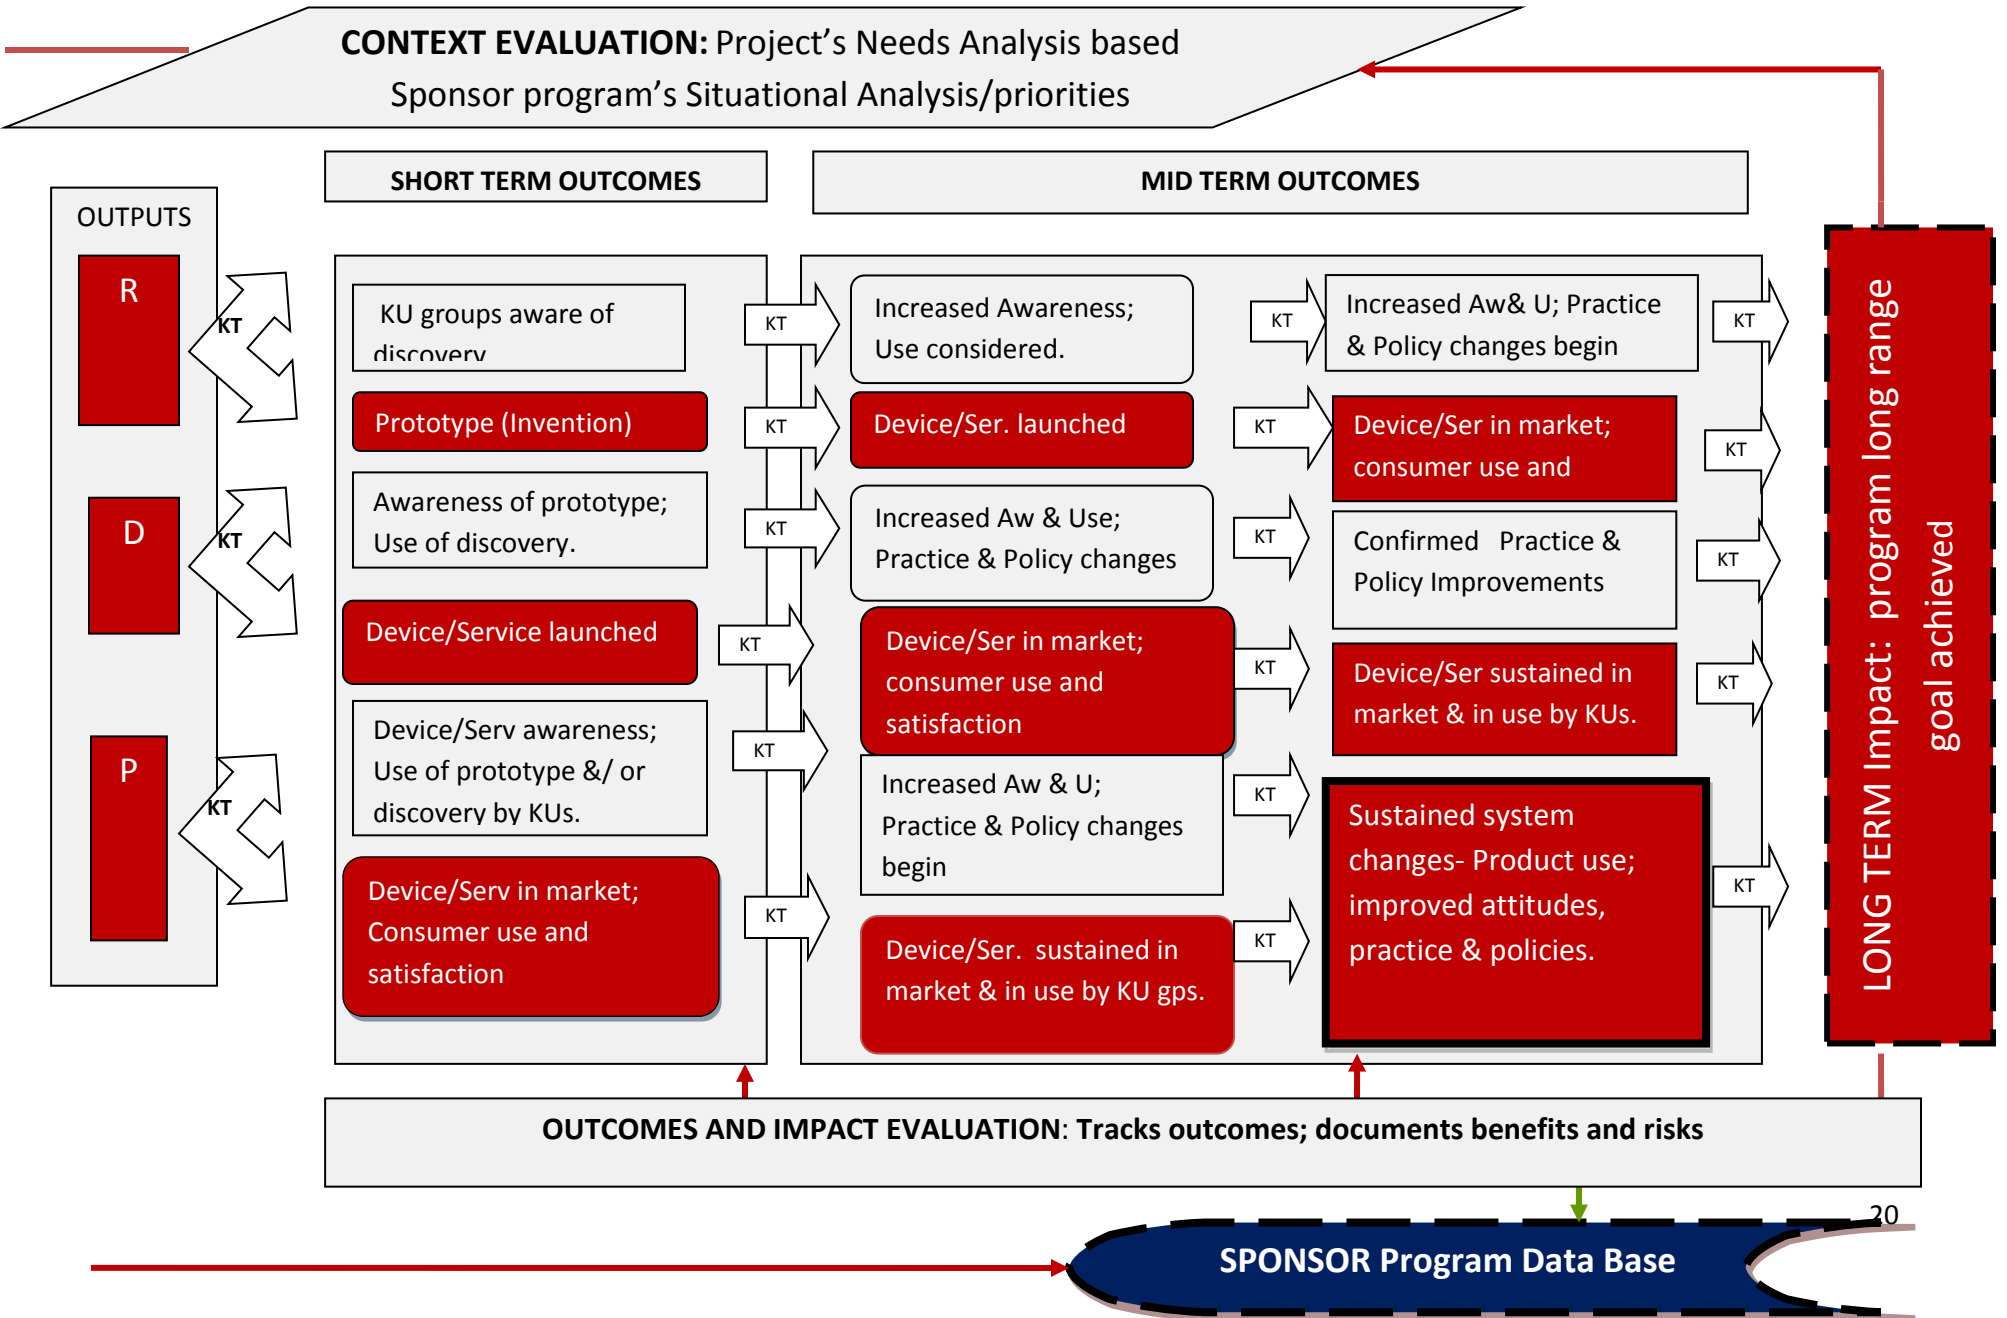 CONTEXT EVALUATION: Project’s Needs Analysis based
Sponsor program’s Situational Analysis/priorities
SHORT TERM OUTCOMES
MID TERM OUTCOMES
OUTPUTS
R
KT
D
KT
P
KT
KU groups aware of
discovery
KT
Prototype (Invention)
KT
Awareness of prototype;
Use of discovery.
KT
Device/Service launched
KT
Device/Serv awareness;
Use of prototype &/ or
discovery by KUs.
KT
Device/Serv in market;
Consumer use and
satisfaction
KT
Increased Awareness;
Use considered.
KT
Device/Ser. launched
KT
Increased Aw & Use;
Practice & Policy changes
KT
Device/Ser in market;
consumer use and
satisfaction
KT
Increased Aw & U;
Practice & Policy changes
begin
KT
Device/Ser.  sustained in
market & in use by KU gps.
KT
Increased Aw& U; Practice
& Policy changes begin
KT
Device/Ser in market;
consumer use and
KT
Confirmed   Practice &
Policy Improvements
KT
Device/Ser sustained in
market & in use by KUs.
KT
Sustained system
changes- Product use;
improved attitudes,
practice & policies.
KT
LONG TERM Impact:  program long range
goal achieved
OUTCOMES AND IMPACT EVALUATION: Tracks outcomes; documents benefits and risks
20
SPONSOR Program Data Base